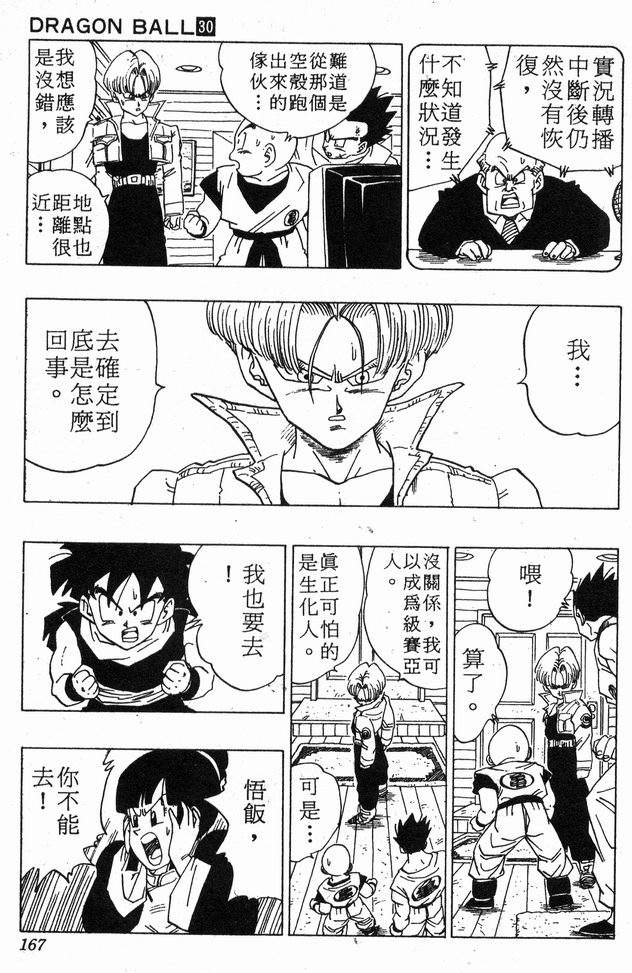 DRAGON BALL 30
實況轉播
中斷後仍
然沒有恢
復，
不知道發生
什麼狀況…
難道是
從那個
空殼跑
出來的
傢伙…
我想應該
是沒錯，
地點也
距離很
近…
我…
去確定到
底是怎麼
回事。
喂！
算了。
沒關係，我可
以成爲級賽亞
人。
眞正可怕的
是生化人。
可是…
我也要去
！
悟飯，
你不能
去！
167